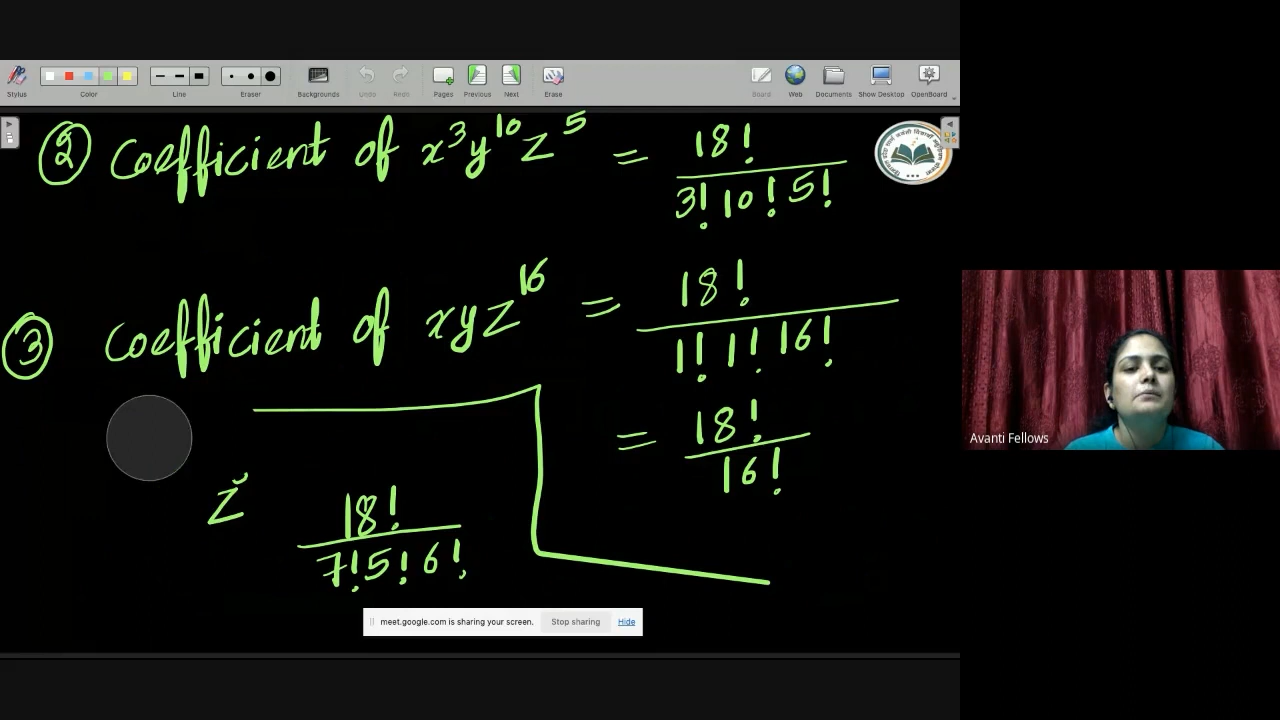 Stylus Color Line Eraser Backgrounds Undo Redo Pages Previous Next Erase Board Web Documents Show Desktop OpenBoard
② Coefficient of x³y¹⁰z⁵ = 18! / 3! 10! 5!
③ Coefficient of xyz¹⁶ = 18! / 1! 1! 16!
= 18! / 16!
z 18! / 7! 5! 6!
Avanti Fellows
meet.google.com is sharing your screen. Stop sharing Hide